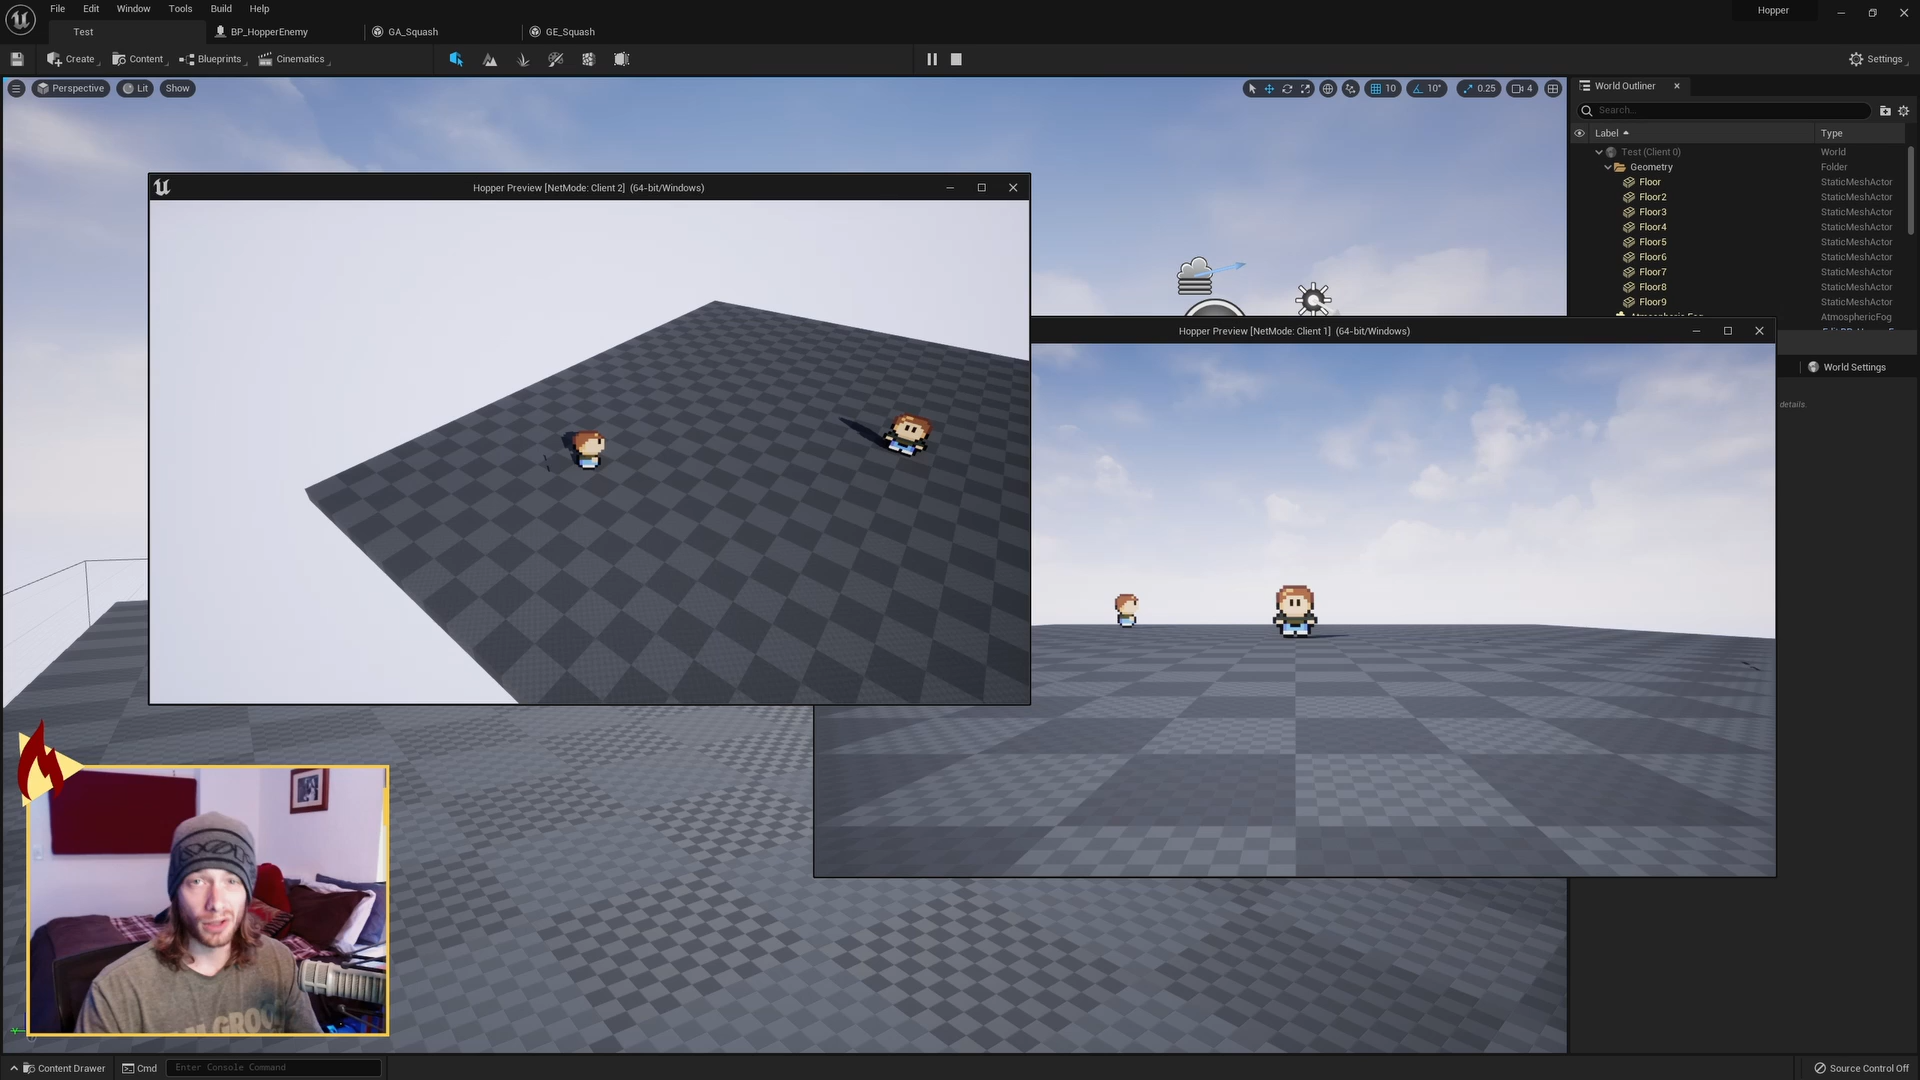 File Edit Window Tools Build Help
Hopper
Test
BP_HopperEnemy
GA_Squash
GE_Squash
Create
Content
Blueprints
Cinematics
Settings
Perspective
Lit
Show
10
10°
0.25
4
World Outliner
Search...
Label
Type
Test (Client 0)
World
Geometry
Folder
Floor
StaticMeshActor
Floor2
StaticMeshActor
Floor3
StaticMeshActor
Floor4
StaticMeshActor
Floor5
StaticMeshActor
Floor6
StaticMeshActor
Floor7
StaticMeshActor
Floor8
StaticMeshActor
Floor9
StaticMeshActor
AtmosphericFog
Hopper Preview [NetMode: Client 2] (64-bit/Windows)
Hopper Preview [NetMode: Client 1] (64-bit/Windows)
World Settings
details.
Content Drawer
Cmd
Enter Console Command
Source Control Off